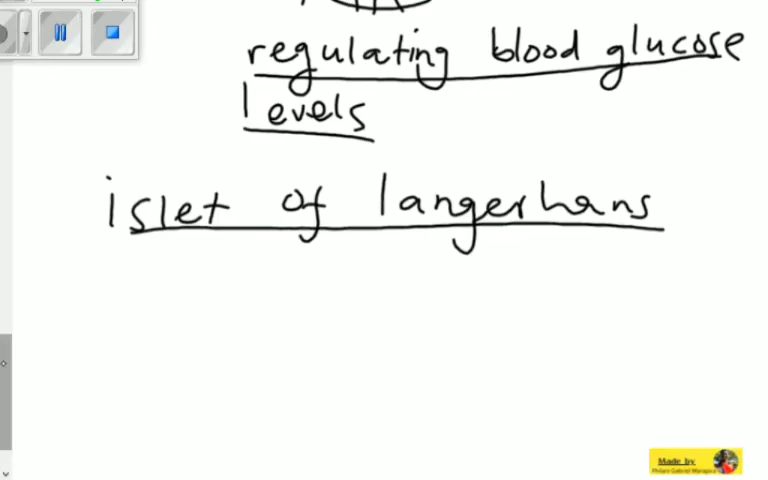 regulating blood glucose
levels
islet of langerhans
Made by